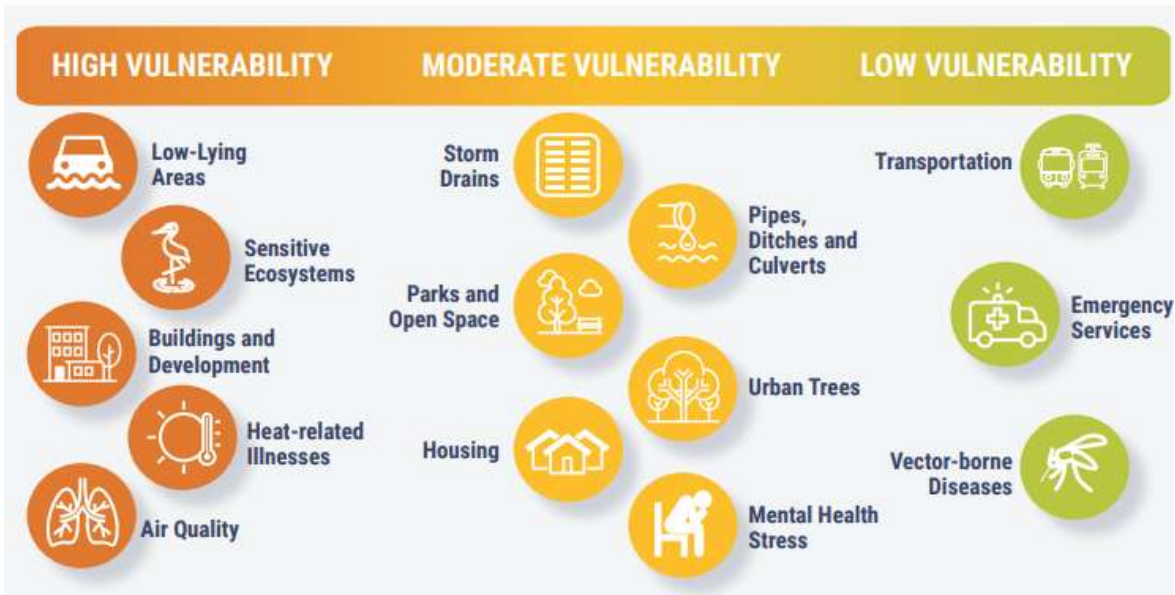 HIGH VULNERABILITY
MODERATE VULNERABILITY
LOW VULNERABILITY
Low-Lying
Areas
Sensitive
Ecosystems
Buildings and
Development
Heat-related
Illnesses
Air Quality
Storm
Drains
Pipes,
Ditches and
Culverts
Parks and
Open Space
Urban Trees
Housing
Mental Health
Stress
Transportation
Emergency
Services
Vector-borne
Diseases